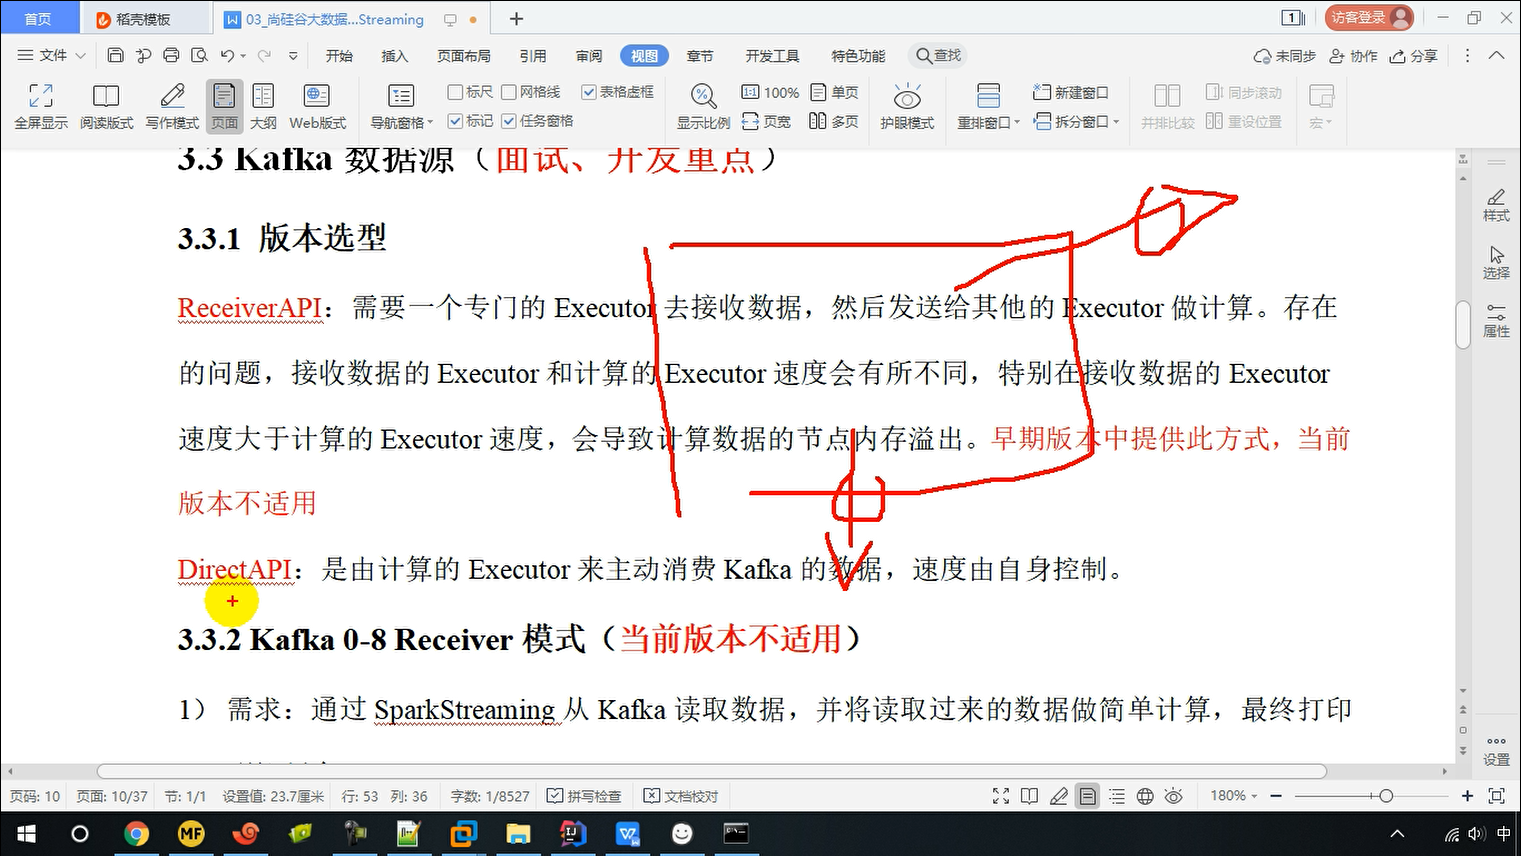 首页 稻壳模板 03_尚硅谷大数据...Streaming 1 访客登录
文件 开始 插入 页面布局 引用 审阅 视图 章节 开发工具 特色功能 查找 未同步 协作 分享
全屏显示 阅读版式 写作模式 页面 大纲 Web版式 导航窗格 标尺 网格线 表格虚框 标记 任务窗格 显示比例 1:1 100% 页宽 单页 多页 护眼模式 重排窗口 新建窗口 拆分窗口 并排比较 同步滚动 重设位置 宏
3.3 Kafka 数据源（面试、开发重点）
3.3.1 版本选型
ReceiverAPI：需要一个专门的 Executor 去接收数据，然后发送给其他的 Executor 做计算。存在
的问题，接收数据的 Executor 和计算的 Executor 速度会有所不同，特别在接收数据的 Executor
速度大于计算的 Executor 速度，会导致计算数据的节点内存溢出。早期版本中提供此方式，当前
版本不适用
DirectAPI：是由计算的 Executor 来主动消费 Kafka 的数据，速度由自身控制。
3.3.2 Kafka 0-8 Receiver 模式（当前版本不适用）
1） 需求：通过 SparkStreaming 从 Kafka 读取数据，并将读取过来的数据做简单计算，最终打印
样式
选择
属性
设置
页码: 10 页面: 10/37 节: 1/1 设置值: 23.7厘米 行: 53 列: 36 字数: 1/8527 拼写检查 文档校对 180%
MF 中